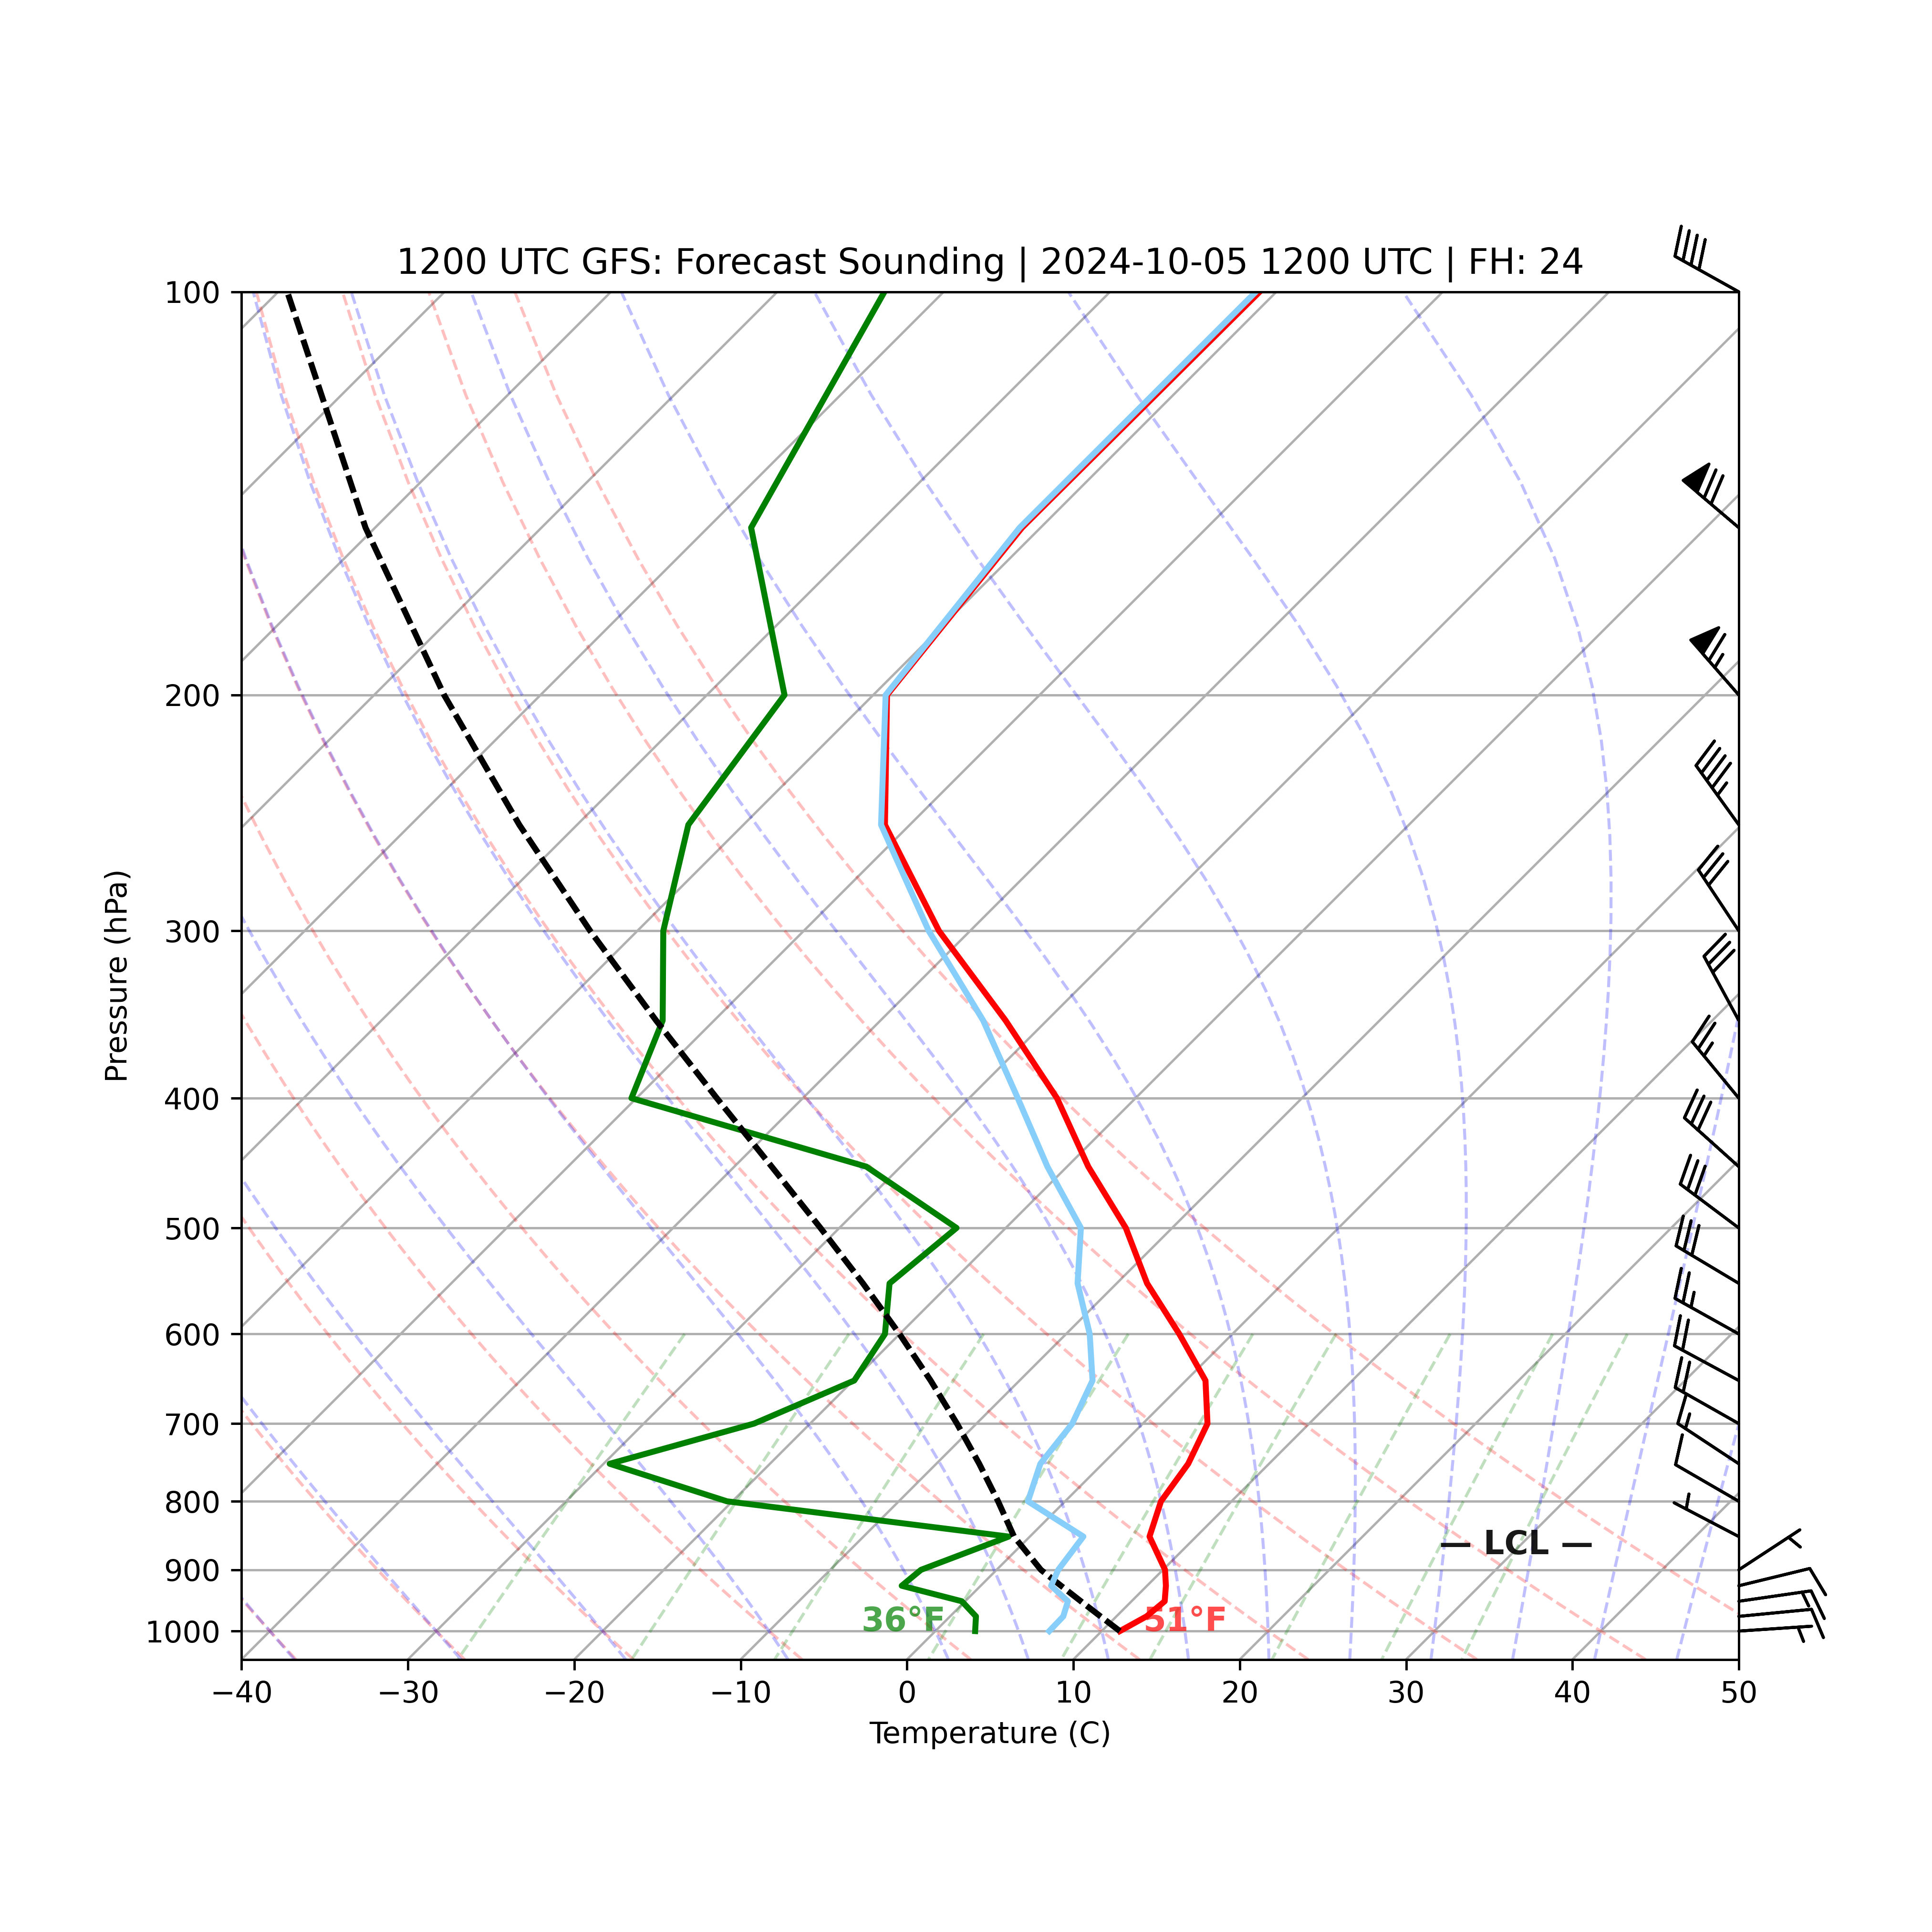 1200 UTC GFS: Forecast Sounding | 2024-10-05 1200 UTC | FH: 24
100
200
300
400
500
600
700
800
900
1000
Pressure (hPa)
— LCL —
36°F
51°F
−40 −30 −20 −10 0 10 20 30 40 50
Temperature (C)